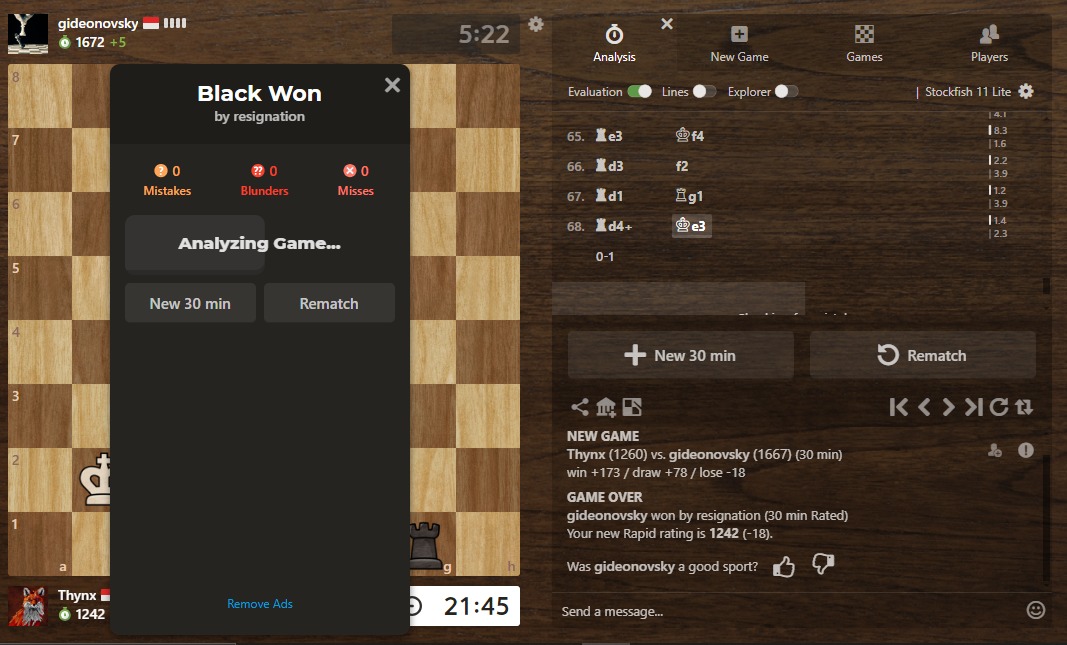 gideonovsky
1672 +5
5:22
8
7
6
5
4
3
2
1
a
g
h
Black Won
by resignation
0
0
0
Mistakes
Blunders
Misses
Analyzing Game...
New 30 min
Rematch
Remove Ads
Thynx
1242
21:45
Analysis
New Game
Games
Players
Evaluation
Lines
Explorer
| Stockfish 11 Lite
4.1
65. e3 f4
8.3
1.6
66. d3 f2
2.2
3.9
67. d1 g1
1.2
3.9
68. d4+ e3
1.4
2.3
0-1
New 30 min
Rematch
NEW GAME
Thynx (1260) vs. gideonovsky (1667) (30 min)
win +173 / draw +78 / lose -18
GAME OVER
gideonovsky won by resignation (30 min Rated)
Your new Rapid rating is 1242 (-18).
Was gideonovsky a good sport?
Send a message...